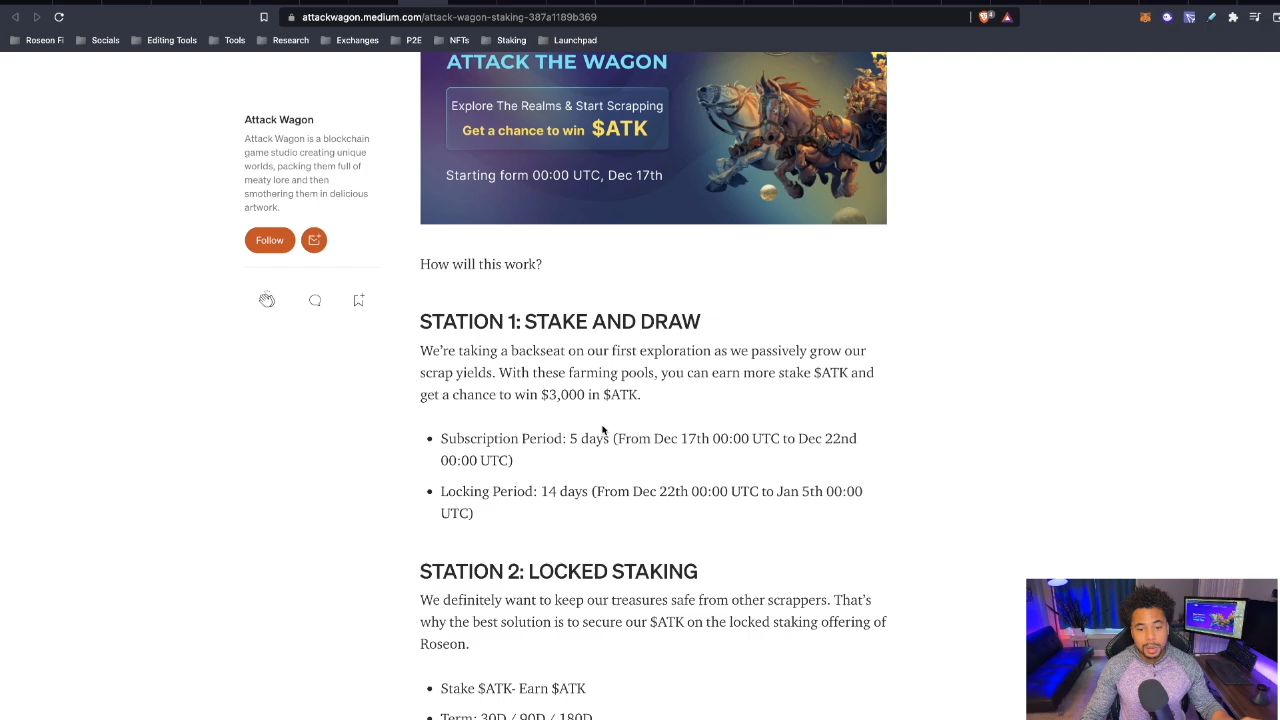 attackwagon.medium.com/attack-wagon-staking-387a1189b369
Roseon Fi
Socials
Editing Tools
Tools
Research
Exchanges
P2E
NFTs
Staking
Launchpad
ATTACK THE WAGON
Explore The Realms & Start Scrapping
Get a chance to win $ATK
Starting form 00:00 UTC, Dec 17th
Attack Wagon
Attack Wagon is a blockchain
game studio creating unique
worlds, packing them full of
meaty lore and then
smothering them in delicious
artwork.
Follow
How will this work?
STATION 1: STAKE AND DRAW
We’re taking a backseat on our first exploration as we passively grow our
scrap yields. With these farming pools, you can earn more stake $ATK and
get a chance to win $3,000 in $ATK.
Subscription Period: 5 days (From Dec 17th 00:00 UTC to Dec 22nd
00:00 UTC)
Locking Period: 14 days (From Dec 22th 00:00 UTC to Jan 5th 00:00
UTC)
STATION 2: LOCKED STAKING
We definitely want to keep our treasures safe from other scrappers. That’s
why the best solution is to secure our $ATK on the locked staking offering of
Roseon.
Stake $ATK- Earn $ATK
Term: 30D / 90D / 180D